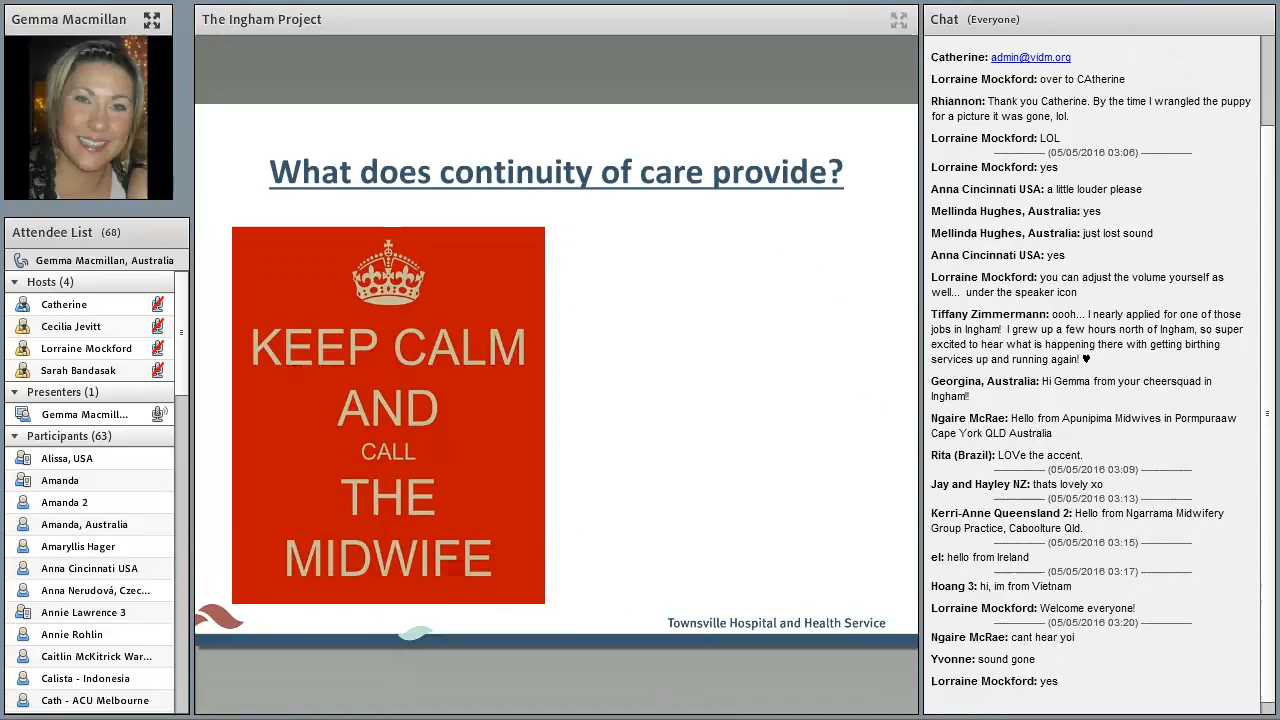 Gemma Macmillan
Attendee List (68)
Gemma Macmillan, Australia
Hosts (4)
Catherine
Cecilia Jevitt
Lorraine Mockford
Sarah Bandasak
Presenters (1)
Gemma Macmill...
Participants (63)
Alissa, USA
Amanda
Amanda 2
Amanda, Australia
Amaryllis Hager
Anna Cincinnati USA
Anna Nerudová, Czec...
Annie Lawrence 3
Annie Rohlin
Caitlin McKitrick War...
Calista - Indonesia
Cath - ACU Melbourne
The Ingham Project
What does continuity of care provide?
KEEP CALM
AND
CALL
THE
MIDWIFE
Townsville Hospital and Health Service
Chat (Everyone)
Catherine: admin@vidm.org
Lorraine Mockford: over to CAtherine
Rhiannon: Thank you Catherine. By the time I wrangled the puppy
for a picture it was gone, lol.
Lorraine Mockford: LOL
---------------- (05/05/2016 03:06) ----------------
Lorraine Mockford: yes
Anna Cincinnati USA: a little louder please
Mellinda Hughes, Australia: yes
Mellinda Hughes, Australia: just lost sound
Anna Cincinnati USA: yes
Lorraine Mockford: you can adjust the volume yourself as
well... under the speaker icon
Tiffany Zimmermann: oooh... I nearly applied for one of those
jobs in Ingham! I grew up a few hours north of Ingham, so super
excited to hear what is happening there with getting birthing
services up and running again! ♥
Georgina, Australia: Hi Gemma from your cheersquad in
Ingham!!
Ngaire McRae: Hello from Apunipima Midwives in Pormpuraaw
Cape York QLD Australia
Rita (Brazil): LOVe the accent.
---------------- (05/05/2016 03:09) ----------------
Jay and Hayley NZ: thats lovely xo
---------------- (05/05/2016 03:13) ----------------
Kerri-Anne Queensland 2: Hello from Ngarrama Midwifery
Group Practice, Caboolture Qld.
---------------- (05/05/2016 03:15) ----------------
el: hello from Ireland
---------------- (05/05/2016 03:17) ----------------
Hoang 3: hi, im from Vietnam
Lorraine Mockford: Welcome everyone!
---------------- (05/05/2016 03:20) ----------------
Ngaire McRae: cant hear yoi
Yvonne: sound gone
Lorraine Mockford: yes